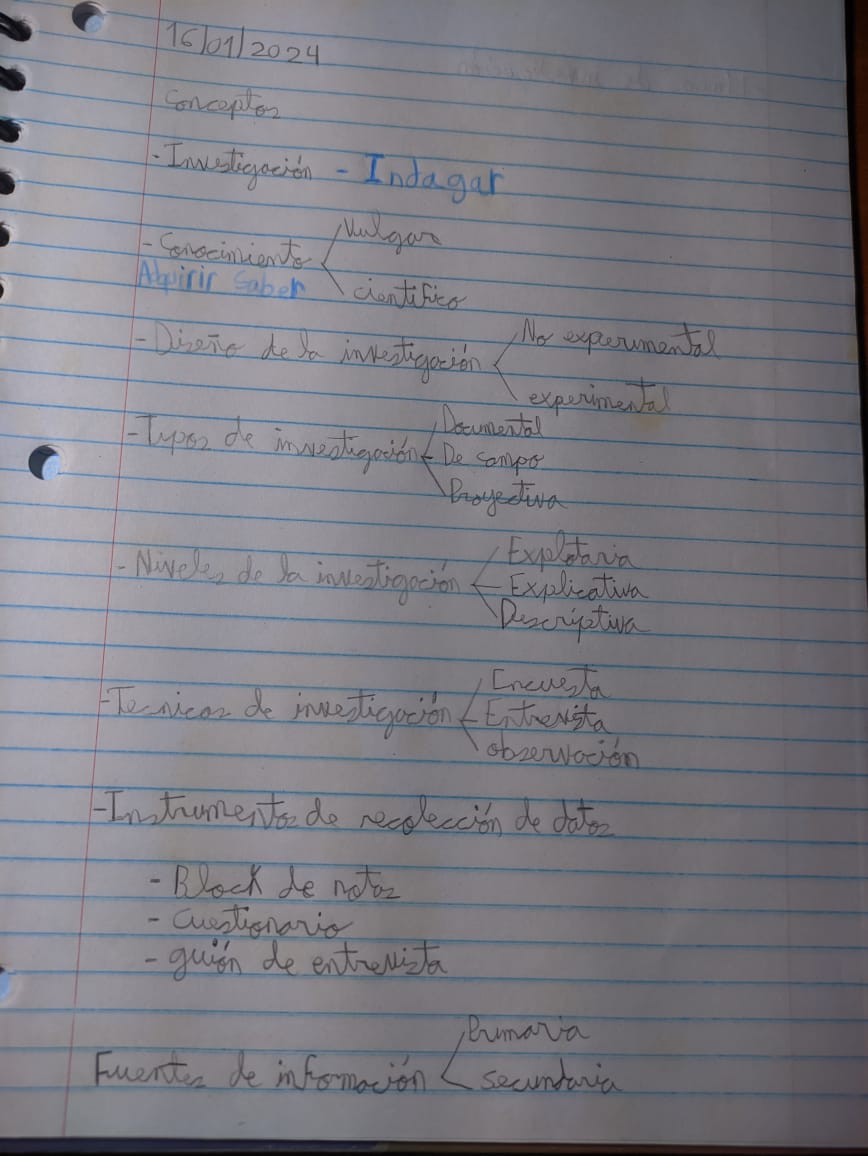 16/01/2024
Conceptos
- Investigación - Indagar
Vulgar
- Conocimiento
Adquirir Saber
científico
- Diseño de la investigación
No experimental
experimental
- Tipos de investigación
Documental
De campo
Proyectiva
- Niveles de la investigación
Explotaria
Explicativa
Descriptiva
- Tecnicas de investigación
Encuesta
Entrevista
observación
- Instrumentos de recolección de datos
- Block de notas
- Cuestionario
- guión de entrevista
Fuentes de información
Primaria
secundaria